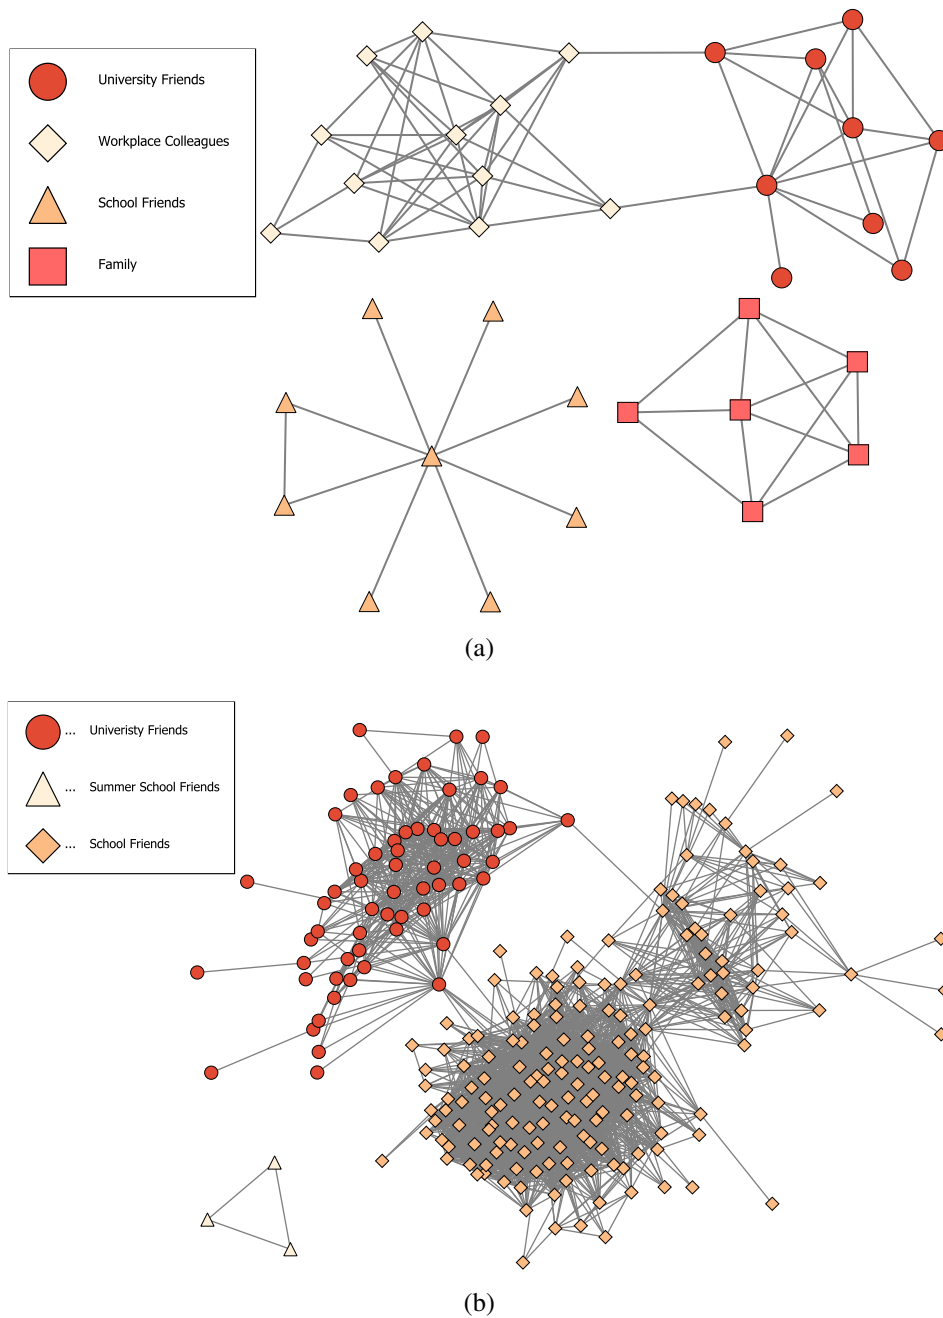 University Friends
Workplace Colleagues
School Friends
Family
(a)
... Univeristy Friends
... Summer School Friends
... School Friends
(b)